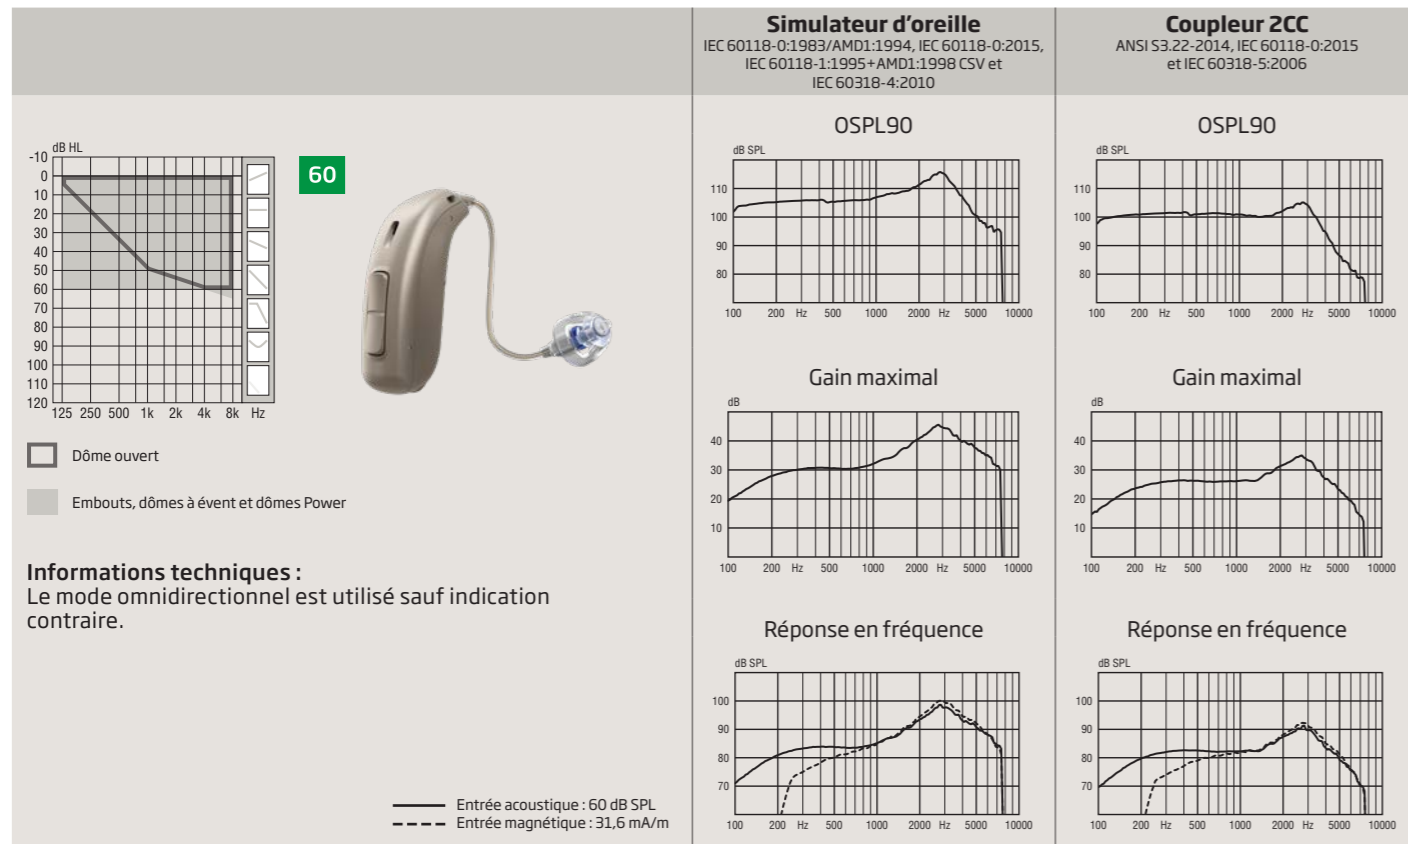 Simulateur d'oreille
IEC 60118-0:1983/AMD1:1994, IEC 60118-0:2015,
IEC 60118-1:1995+AMD1:1998 CSV et
IEC 60318-4:2010
Coupleur 2CC
ANSI S3.22-2014, IEC 60118-0:2015
et IEC 60318-5:2006
dB HL
-10
0
10
20
30
40
50
60
70
80
90
100
110
120
125 250 500 1k 2k 4k 8k Hz
60
Dôme ouvert
Embouts, dômes à évent et dômes Power
Informations techniques :
Le mode omnidirectionnel est utilisé sauf indication
contraire.
Entrée acoustique : 60 dB SPL
Entrée magnétique : 31,6 mA/m
OSPL90
dB SPL
110
100
90
80
100 200 Hz 500 1000 2000 Hz 5000 10000
Gain maximal
dB
40
30
20
10
100 200 Hz 500 1000 2000 Hz 5000 10000
Réponse en fréquence
dB SPL
100
90
80
70
100 200 Hz 500 1000 2000 Hz 5000 10000
OSPL90
dB SPL
110
100
90
80
100 200 Hz 500 1000 2000 Hz 5000 10000
Gain maximal
dB
40
30
20
10
100 200 Hz 500 1000 2000 Hz 5000 10000
Réponse en fréquence
dB SPL
100
90
80
70
100 200 Hz 500 1000 2000 Hz 5000 10000